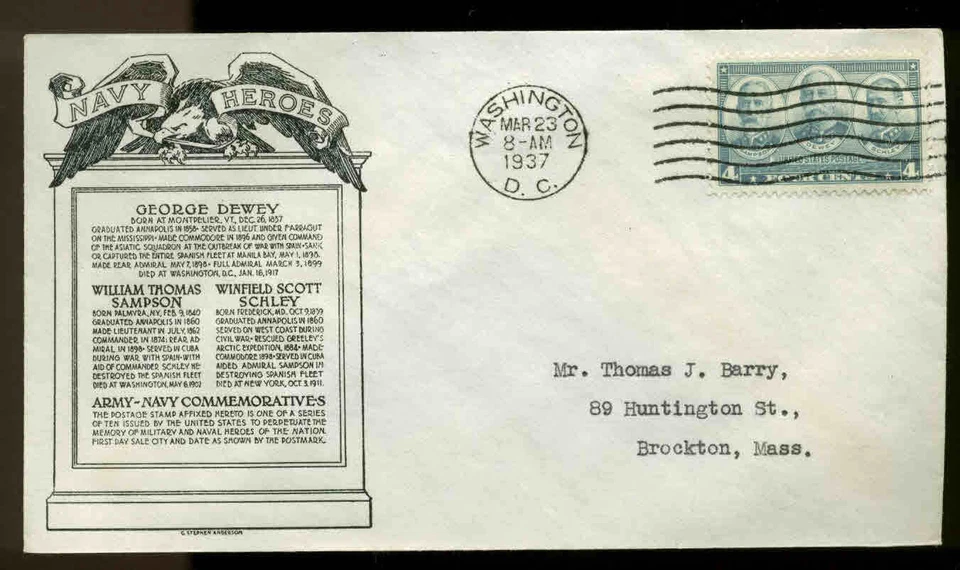 NAVY HEROES
GEORGE DEWEY
BORN AT MONTPELIER, VT., DEC. 26, 1837
GRADUATED ANNAPOLIS IN 1858• SERVED AS LIEUT. UNDER FARRAGUT
ON THE MISSISSIPPI• MADE COMMODORE IN 1896 AND GIVEN COMMAND
OF THE ASIATIC SQUADRON AT THE OUTBREAK OF WAR WITH SPAIN•SANK
OR CAPTURED THE ENTIRE SPANISH FLEET AT MANILA BAY, MAY 1, 1898.
MADE REAR ADMIRAL MAY 7, 1898• FULL ADMIRAL MARCH 3, 1899
DIED AT WASHINGTON, D.C., JAN. 16, 1917
WILLIAM THOMAS
SAMPSON
BORN PALMYRA, N.Y., FEB. 9, 1840
GRADUATED ANNAPOLIS IN 1860
MADE LIEUTENANT IN JULY, 1862
COMMANDER IN 1874: REAR AD
MIRAL IN 1898• SERVED IN CUBA
DURING WAR WITH SPAIN•WITH
AID OF COMMANDER SCHLEY HE
DESTROYED THE SPANISH FLEET
DIED AT WASHINGTON, MAY 6, 1902
WINFIELD SCOTT
SCHLEY
BORN FREDERICK, MD. OCT. 9, 1839
GRADUATED ANNAPOLIS IN 1860
SERVED ON WEST COAST DURING
CIVIL WAR• RESCUED GREELEY'S
ARCTIC EXPEDITION, 1884• MADE
COMMODORE 1898•SERVED IN CUBA
AIDED ADMIRAL SAMPSON IN
DESTROYING SPANISH FLEET
DIED AT NEW YORK, OCT. 3, 1911.
ARMY-NAVY COMMEMORATIVES
THE POSTAGE STAMP AFFIXED HERETO IS ONE OF A SERIES
OF TEN ISSUED BY THE UNITED STATES TO PERPETUATE THE
MEMORY OF MILITARY AND NAVAL HEROES OF THE NATION.
FIRST DAY SALE CITY AND DATE AS SHOWN BY THE POSTMARK.
C. STEPHEN ANDERSON
WASHINGTON
MAR 23
8-AM
1937
D. C.
SAMPSON DEWEY SCHLEY
UNITED STATES POSTAGE
4 FOUR CENTS 4
Mr. Thomas J. Barry,
89 Huntington St.,
Brockton, Mass.